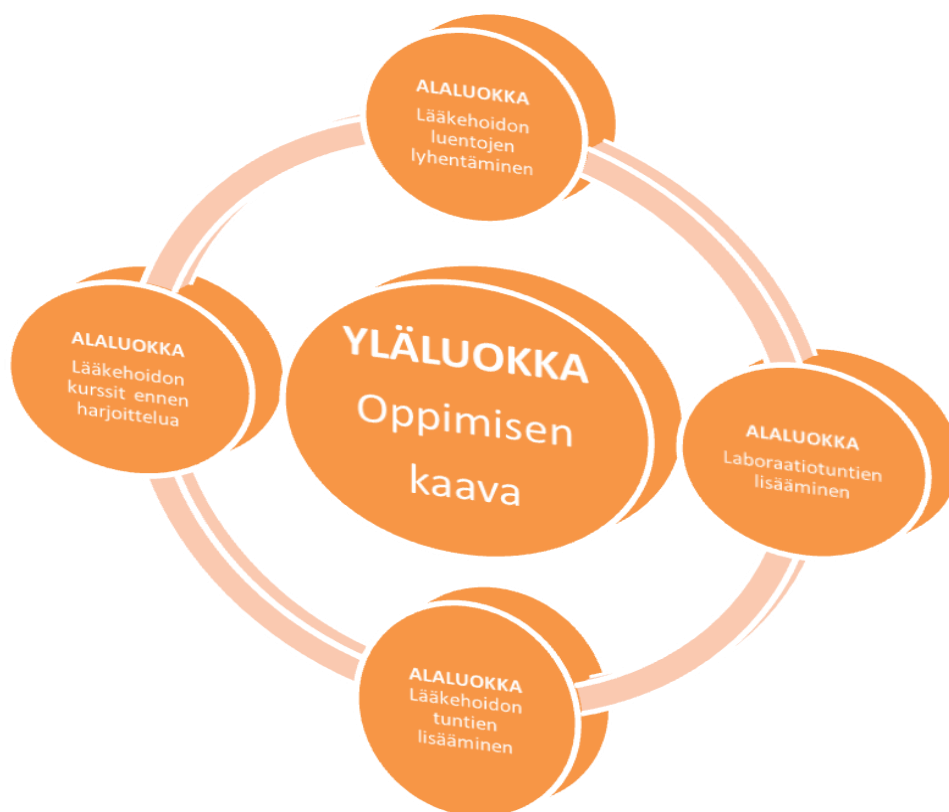 ALALUOKKA
Lääkehoidon
luentojen
lyhentäminen
ALALUOKKA
Lääkehoidon
kurssit ennen
harjoittelua
YLÄLUOKKA
Oppimisen
kaava
ALALUOKKA
Laboraatiotuntien
lisääminen
ALALUOKKA
Lääkehoidon
tuntien
lisääminen